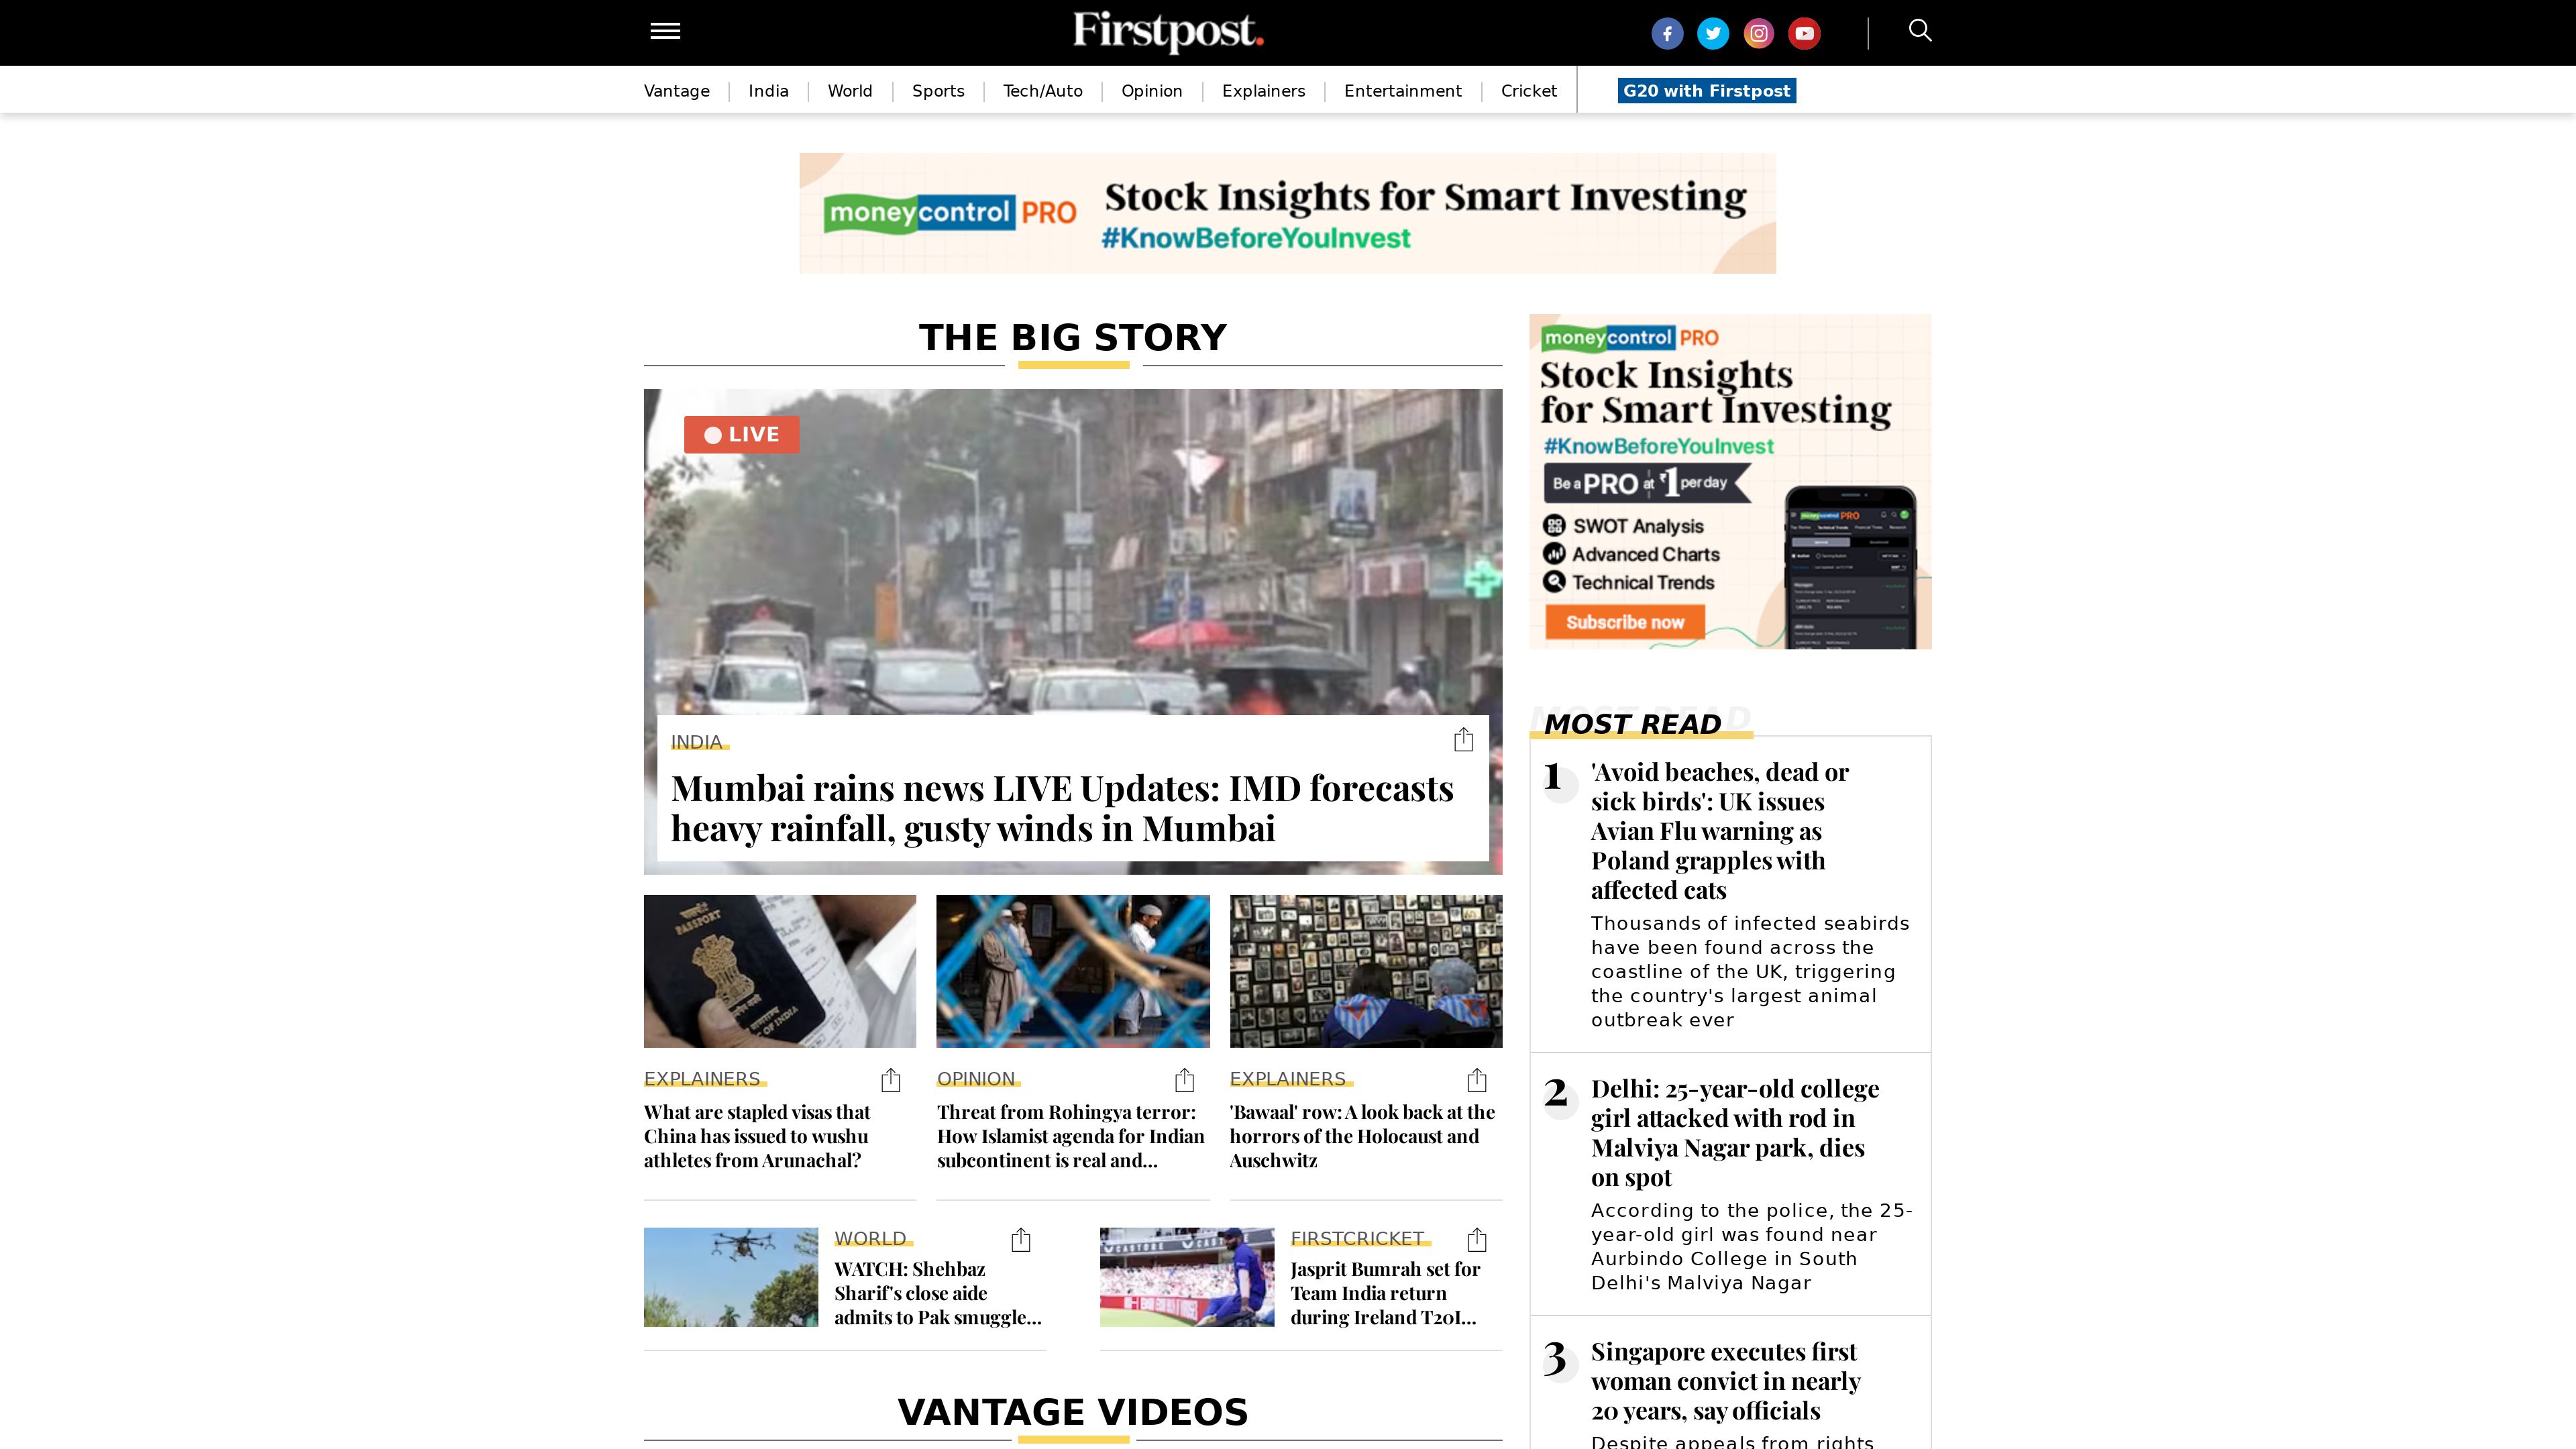 Firstpost.
Vantage
India
World
Sports
Tech/Auto
Opinion
Explainers
Entertainment
Cricket
G20 with Firstpost
moneycontrol PRO
Stock Insights for Smart Investing
#KnowBeforeYouInvest
THE BIG STORY
LIVE
INDIA
Mumbai rains news LIVE Updates: IMD forecasts
heavy rainfall, gusty winds in Mumbai
PASSPORT
EXPLAINERS
What are stapled visas that
China has issued to wushu
athletes from Arunachal?
OPINION
Threat from Rohingya terror:
How Islamist agenda for Indian
subcontinent is real and...
EXPLAINERS
'Bawaal' row: A look back at the
horrors of the Holocaust and
Auschwitz
WORLD
WATCH: Shehbaz
Sharif's close aide
admits to Pak smuggle...
CASTORE
FIRSTCRICKET
Jasprit Bumrah set for
Team India return
during Ireland T20I...
VANTAGE VIDEOS
moneycontrol PRO
Stock Insights
for Smart Investing
#KnowBeforeYouInvest
Be a PRO at ₹1 per day
SWOT Analysis
Advanced Charts
Technical Trends
Subscribe now
MOST READ
1
'Avoid beaches, dead or
sick birds': UK issues
Avian Flu warning as
Poland grapples with
affected cats
Thousands of infected seabirds
have been found across the
coastline of the UK, triggering
the country's largest animal
outbreak ever
2
Delhi: 25-year-old college
girl attacked with rod in
Malviya Nagar park, dies
on spot
According to the police, the 25-
year-old girl was found near
Aurbindo College in South
Delhi's Malviya Nagar
3
Singapore executes first
woman convict in nearly
20 years, say officials
Despite appeals from rights